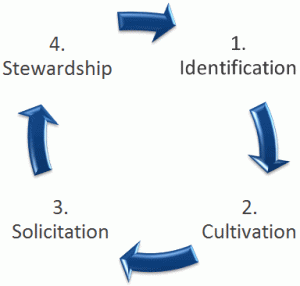 4.
Stewardship
1.
Identification
3.
Solicitation
2.
Cultivation